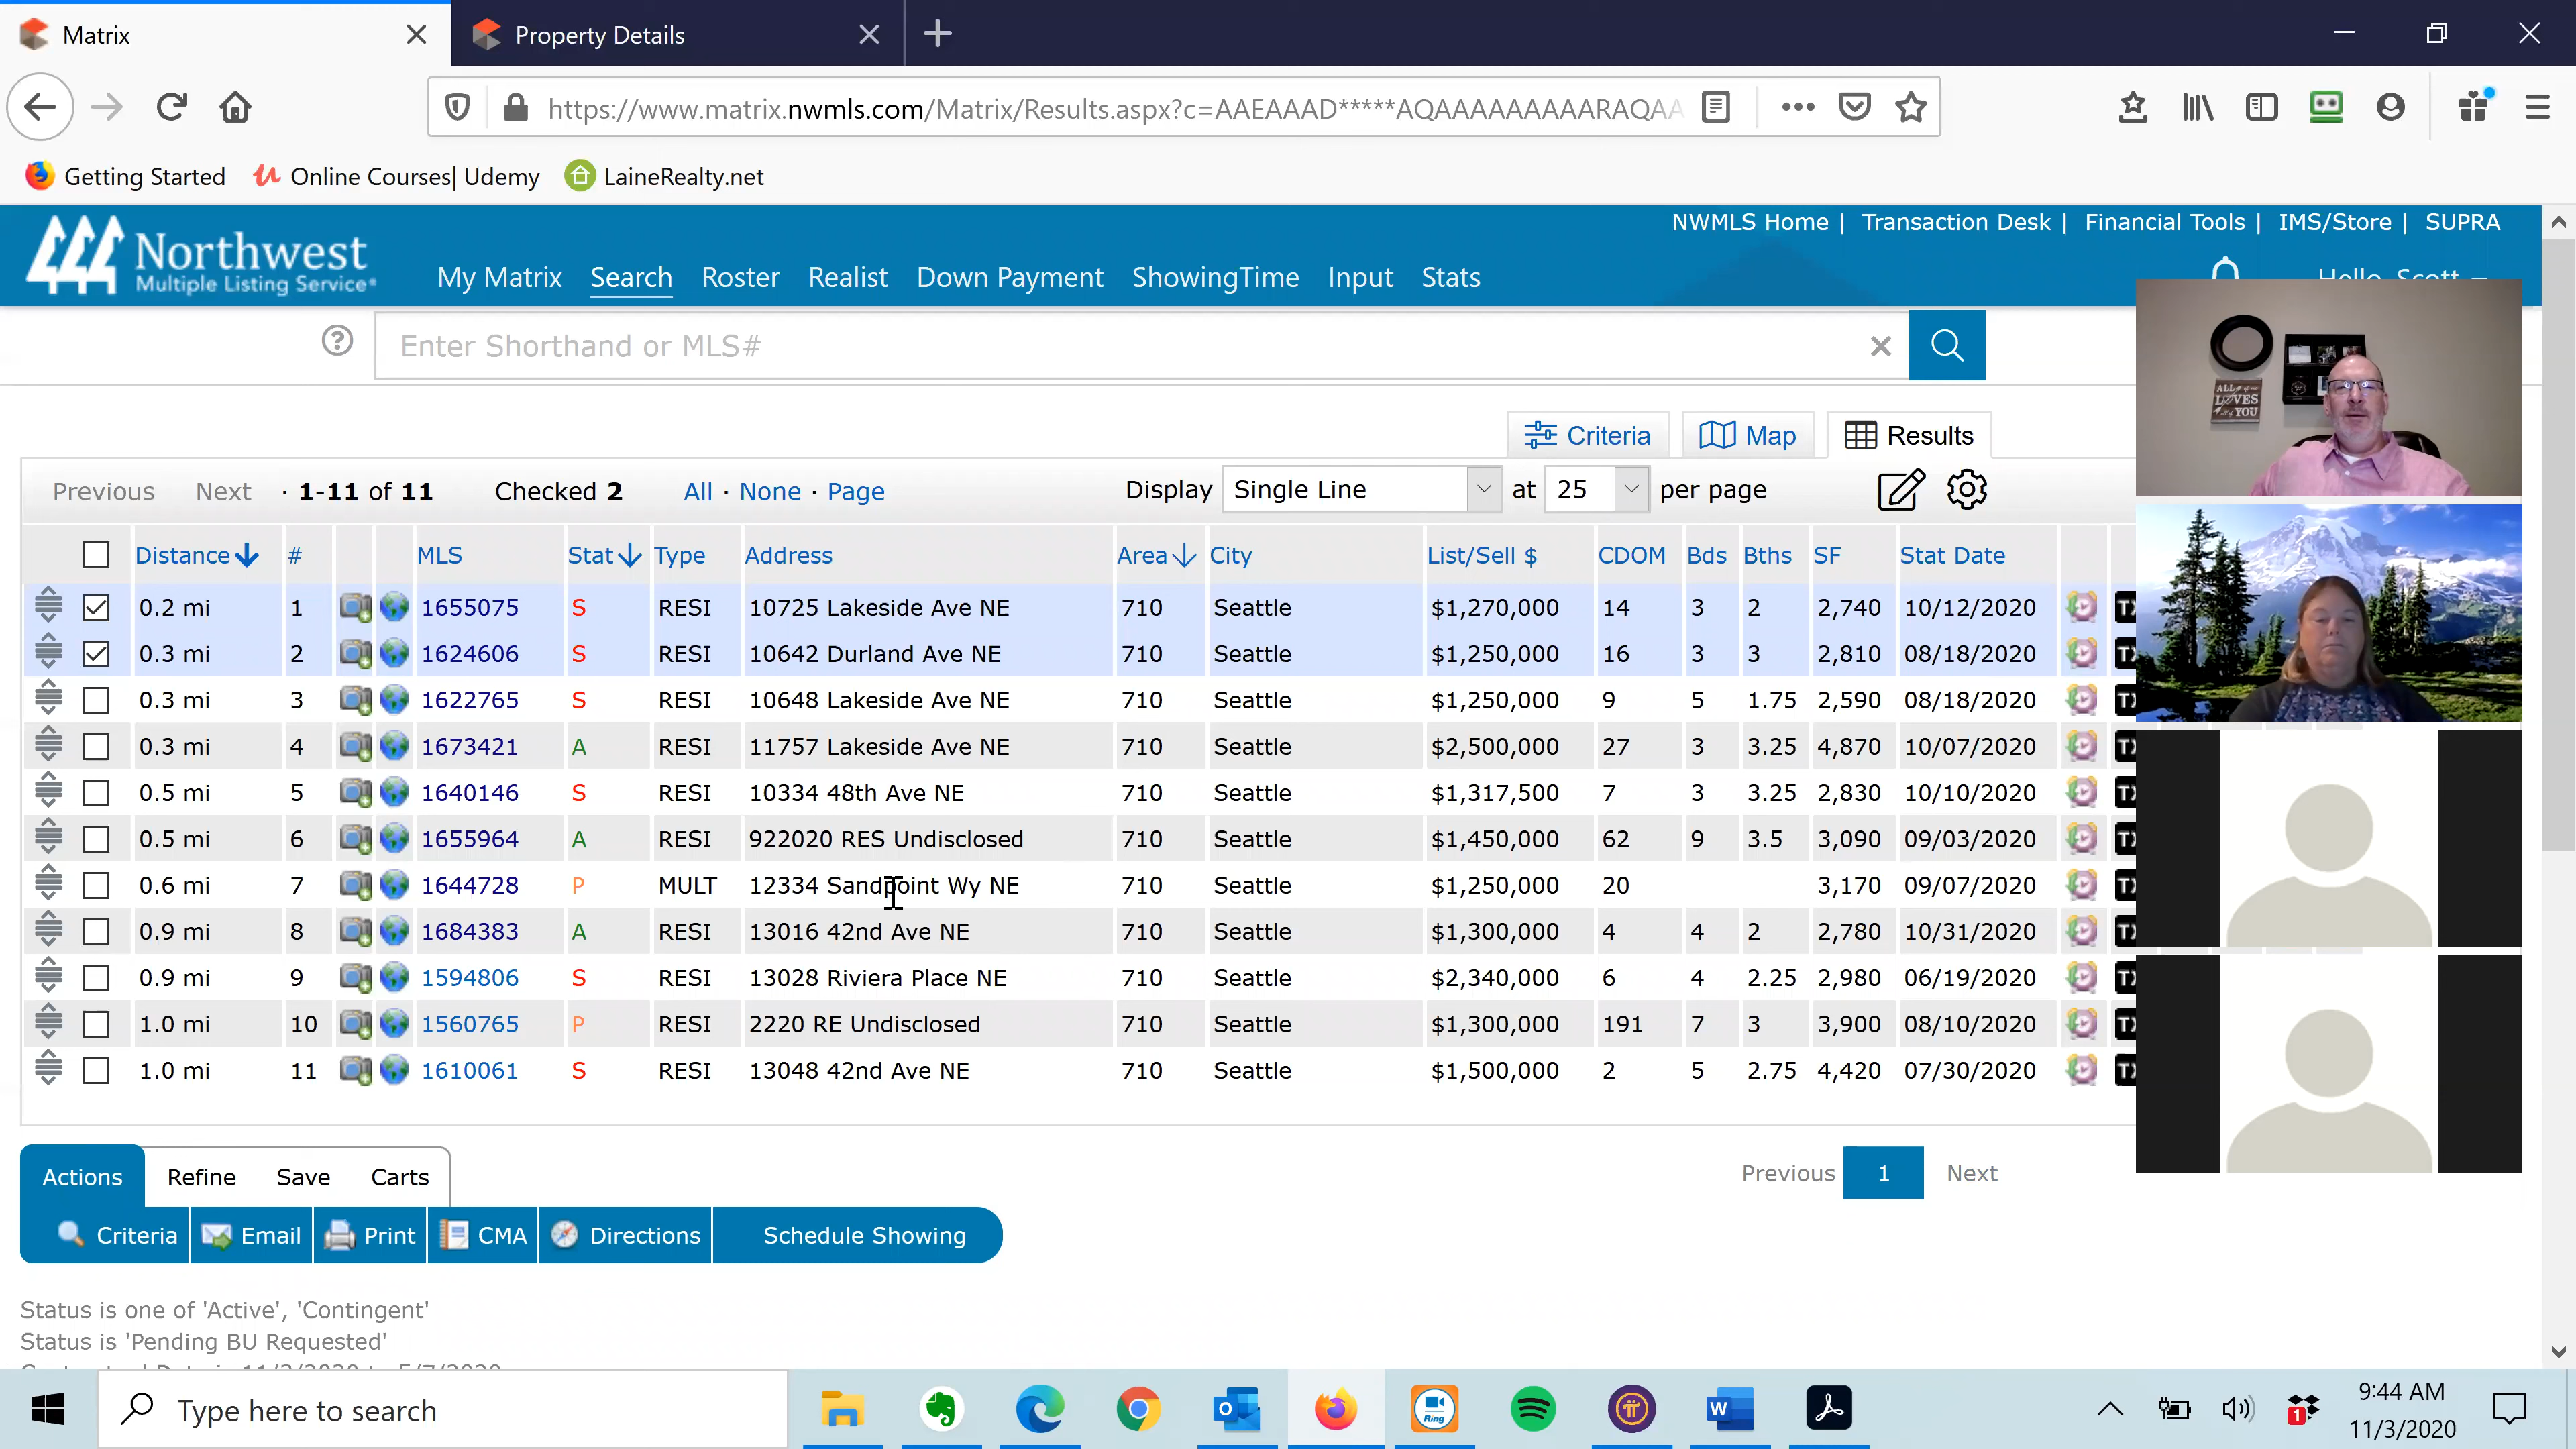 Matrix
Property Details
https://www.matrix.nwmls.com/Matrix/Results.aspx?c=AAEAAAD*****AQAAAAAAAAARAQAA
Getting Started
Online Courses| Udemy
LaineRealty.net
NWMLS Home | Transaction Desk | Financial Tools | IMS/Store | SUPRA
Northwest
Multiple Listing Service®
My Matrix Search Roster Realist Down Payment ShowingTime Input Stats
Hello, Scott
Enter Shorthand or MLS#
Criteria Map Results
Previous Next · 1-11 of 11 Checked 2 All · None · Page Display Single Line at 25 per page
Distance # MLS Stat Type Address Area City List/Sell $ CDOM Bds Bths SF Stat Date
0.2 mi 1 1655075 S RESI 10725 Lakeside Ave NE 710 Seattle $1,270,000 14 3 2 2,740 10/12/2020
0.3 mi 2 1624606 S RESI 10642 Durland Ave NE 710 Seattle $1,250,000 16 3 3 2,810 08/18/2020
0.3 mi 3 1622765 S RESI 10648 Lakeside Ave NE 710 Seattle $1,250,000 9 5 1.75 2,590 08/18/2020
0.3 mi 4 1673421 A RESI 11757 Lakeside Ave NE 710 Seattle $2,500,000 27 3 3.25 4,870 10/07/2020
0.5 mi 5 1640146 S RESI 10334 48th Ave NE 710 Seattle $1,317,500 7 3 3.25 2,830 10/10/2020
0.5 mi 6 1655964 A RESI 922020 RES Undisclosed 710 Seattle $1,450,000 62 9 3.5 3,090 09/03/2020
0.6 mi 7 1644728 P MULT 12334 Sandpoint Wy NE 710 Seattle $1,250,000 20 3,170 09/07/2020
0.9 mi 8 1684383 A RESI 13016 42nd Ave NE 710 Seattle $1,300,000 4 4 2 2,780 10/31/2020
0.9 mi 9 1594806 S RESI 13028 Riviera Place NE 710 Seattle $2,340,000 6 4 2.25 2,980 06/19/2020
1.0 mi 10 1560765 P RESI 2220 RE Undisclosed 710 Seattle $1,300,000 191 7 3 3,900 08/10/2020
1.0 mi 11 1610061 S RESI 13048 42nd Ave NE 710 Seattle $1,500,000 2 5 2.75 4,420 07/30/2020
ALL of me
LOVES
all of YOU
Actions Refine Save Carts
Previous 1 Next
Criteria Email Print CMA Directions Schedule Showing
Status is one of 'Active', 'Contingent'
Status is 'Pending BU Requested'
Type here to search
Ring
9:44 AM
11/3/2020